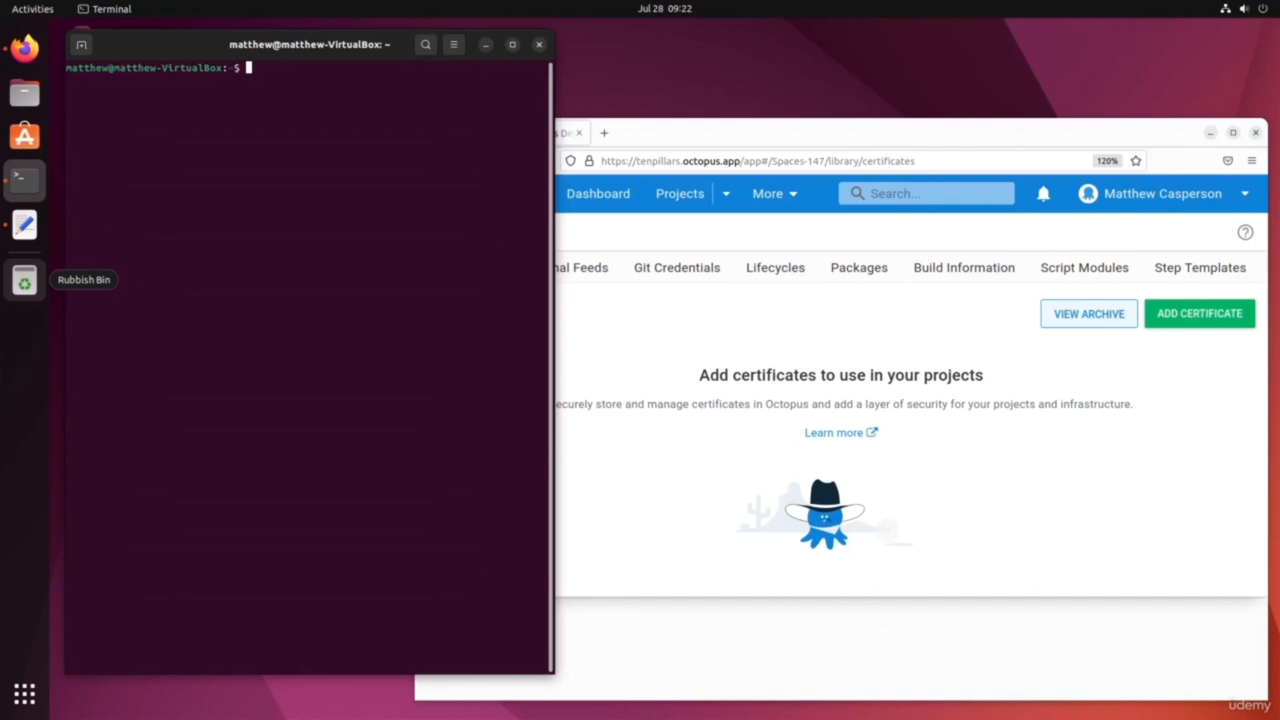 Activities
Terminal
Jul 28 09:22
matthew@matthew-VirtualBox: ~
matthew@matthew-VirtualBox:~$
Rubbish Bin
https://tenpillars.octopus.app/app#/Spaces-147/library/certificates
120%
Dashboard
Projects
More
Search...
Matthew Casperson
Feeds
Git Credentials
Lifecycles
Packages
Build Information
Script Modules
Step Templates
VIEW ARCHIVE
ADD CERTIFICATE
Add certificates to use in your projects
store and manage certificates in Octopus and add a layer of security for your projects and infrastructure.
Learn more
udemy